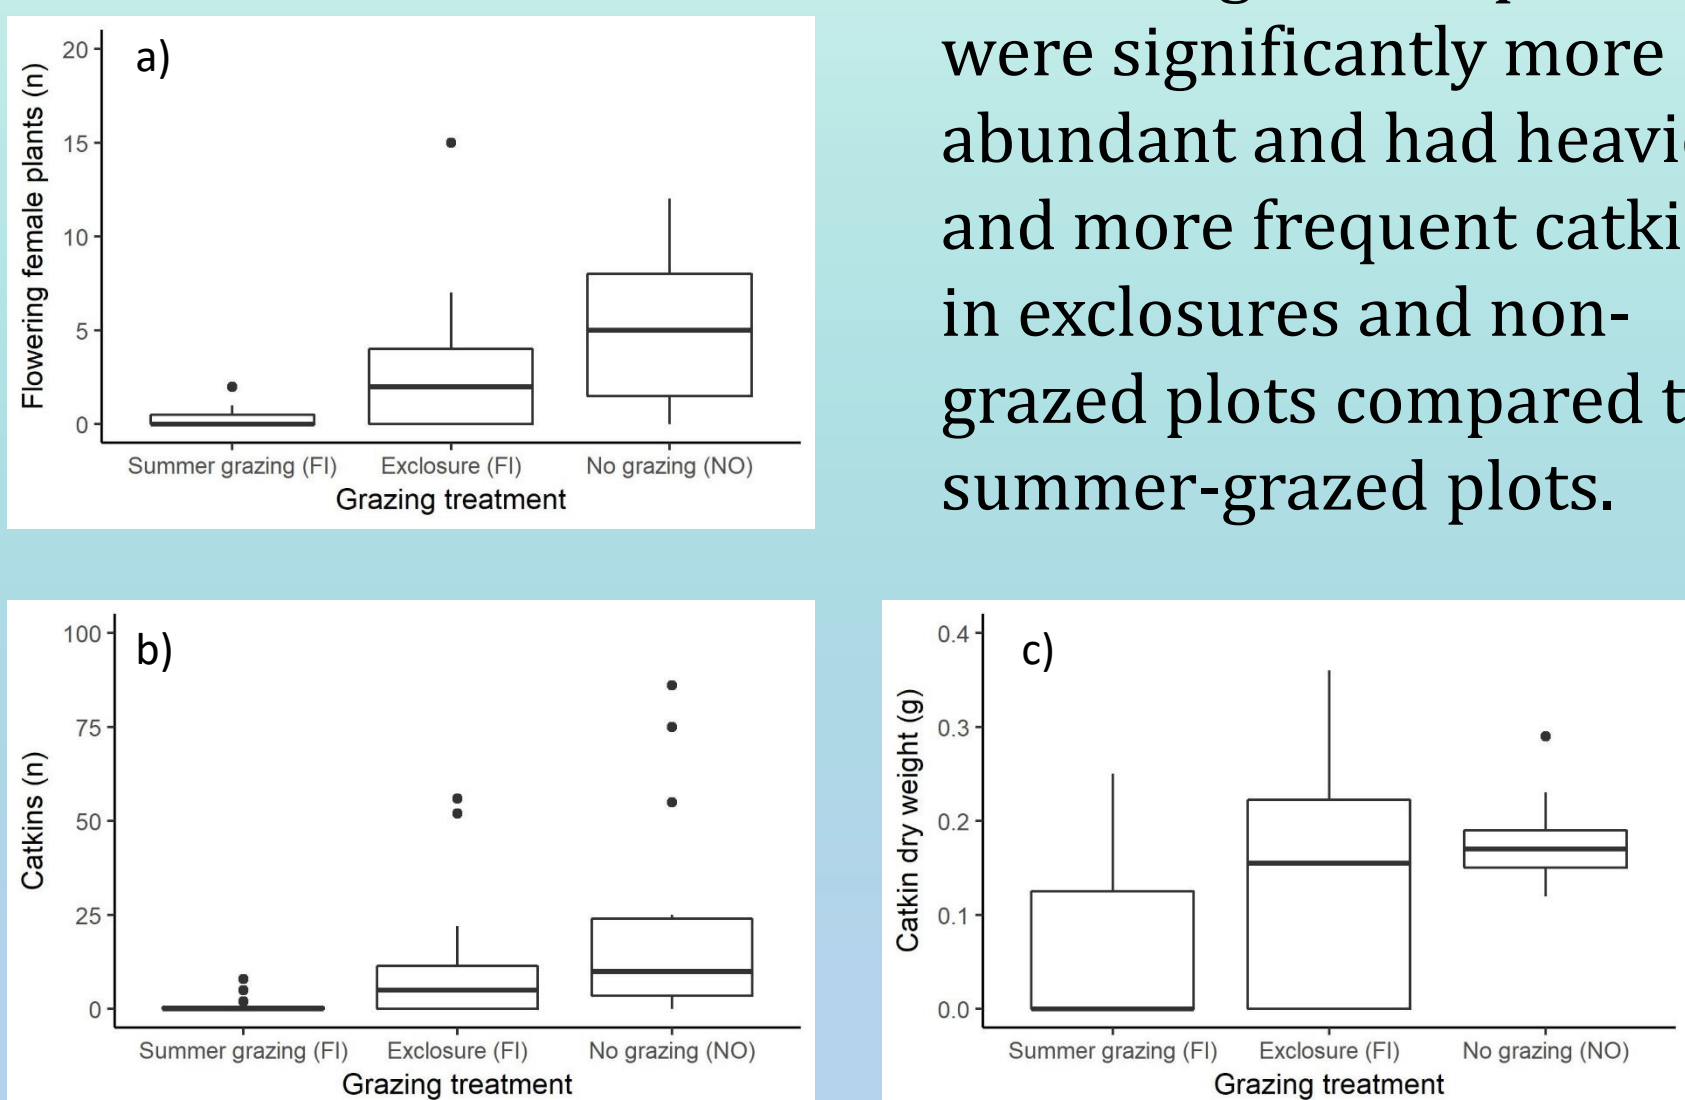 were significantly more
abundant and had
and more frequent
in exclosures and non-
grazed plots compared
summer-grazed plots.
a)
Flowering female plants (n)
20
15
10
5
0
Summer grazing (FI) Exclosure (FI) No grazing (NO)
Grazing treatment
b)
Catkins (n)
100
75
50
25
0
Summer grazing (FI) Exclosure (FI) No grazing (NO)
Grazing treatment
c)
Catkin dry weight (g)
0.4
0.3
0.2
0.1
0.0
Summer grazing (FI) Exclosure (FI) No grazing (NO)
Grazing treatment